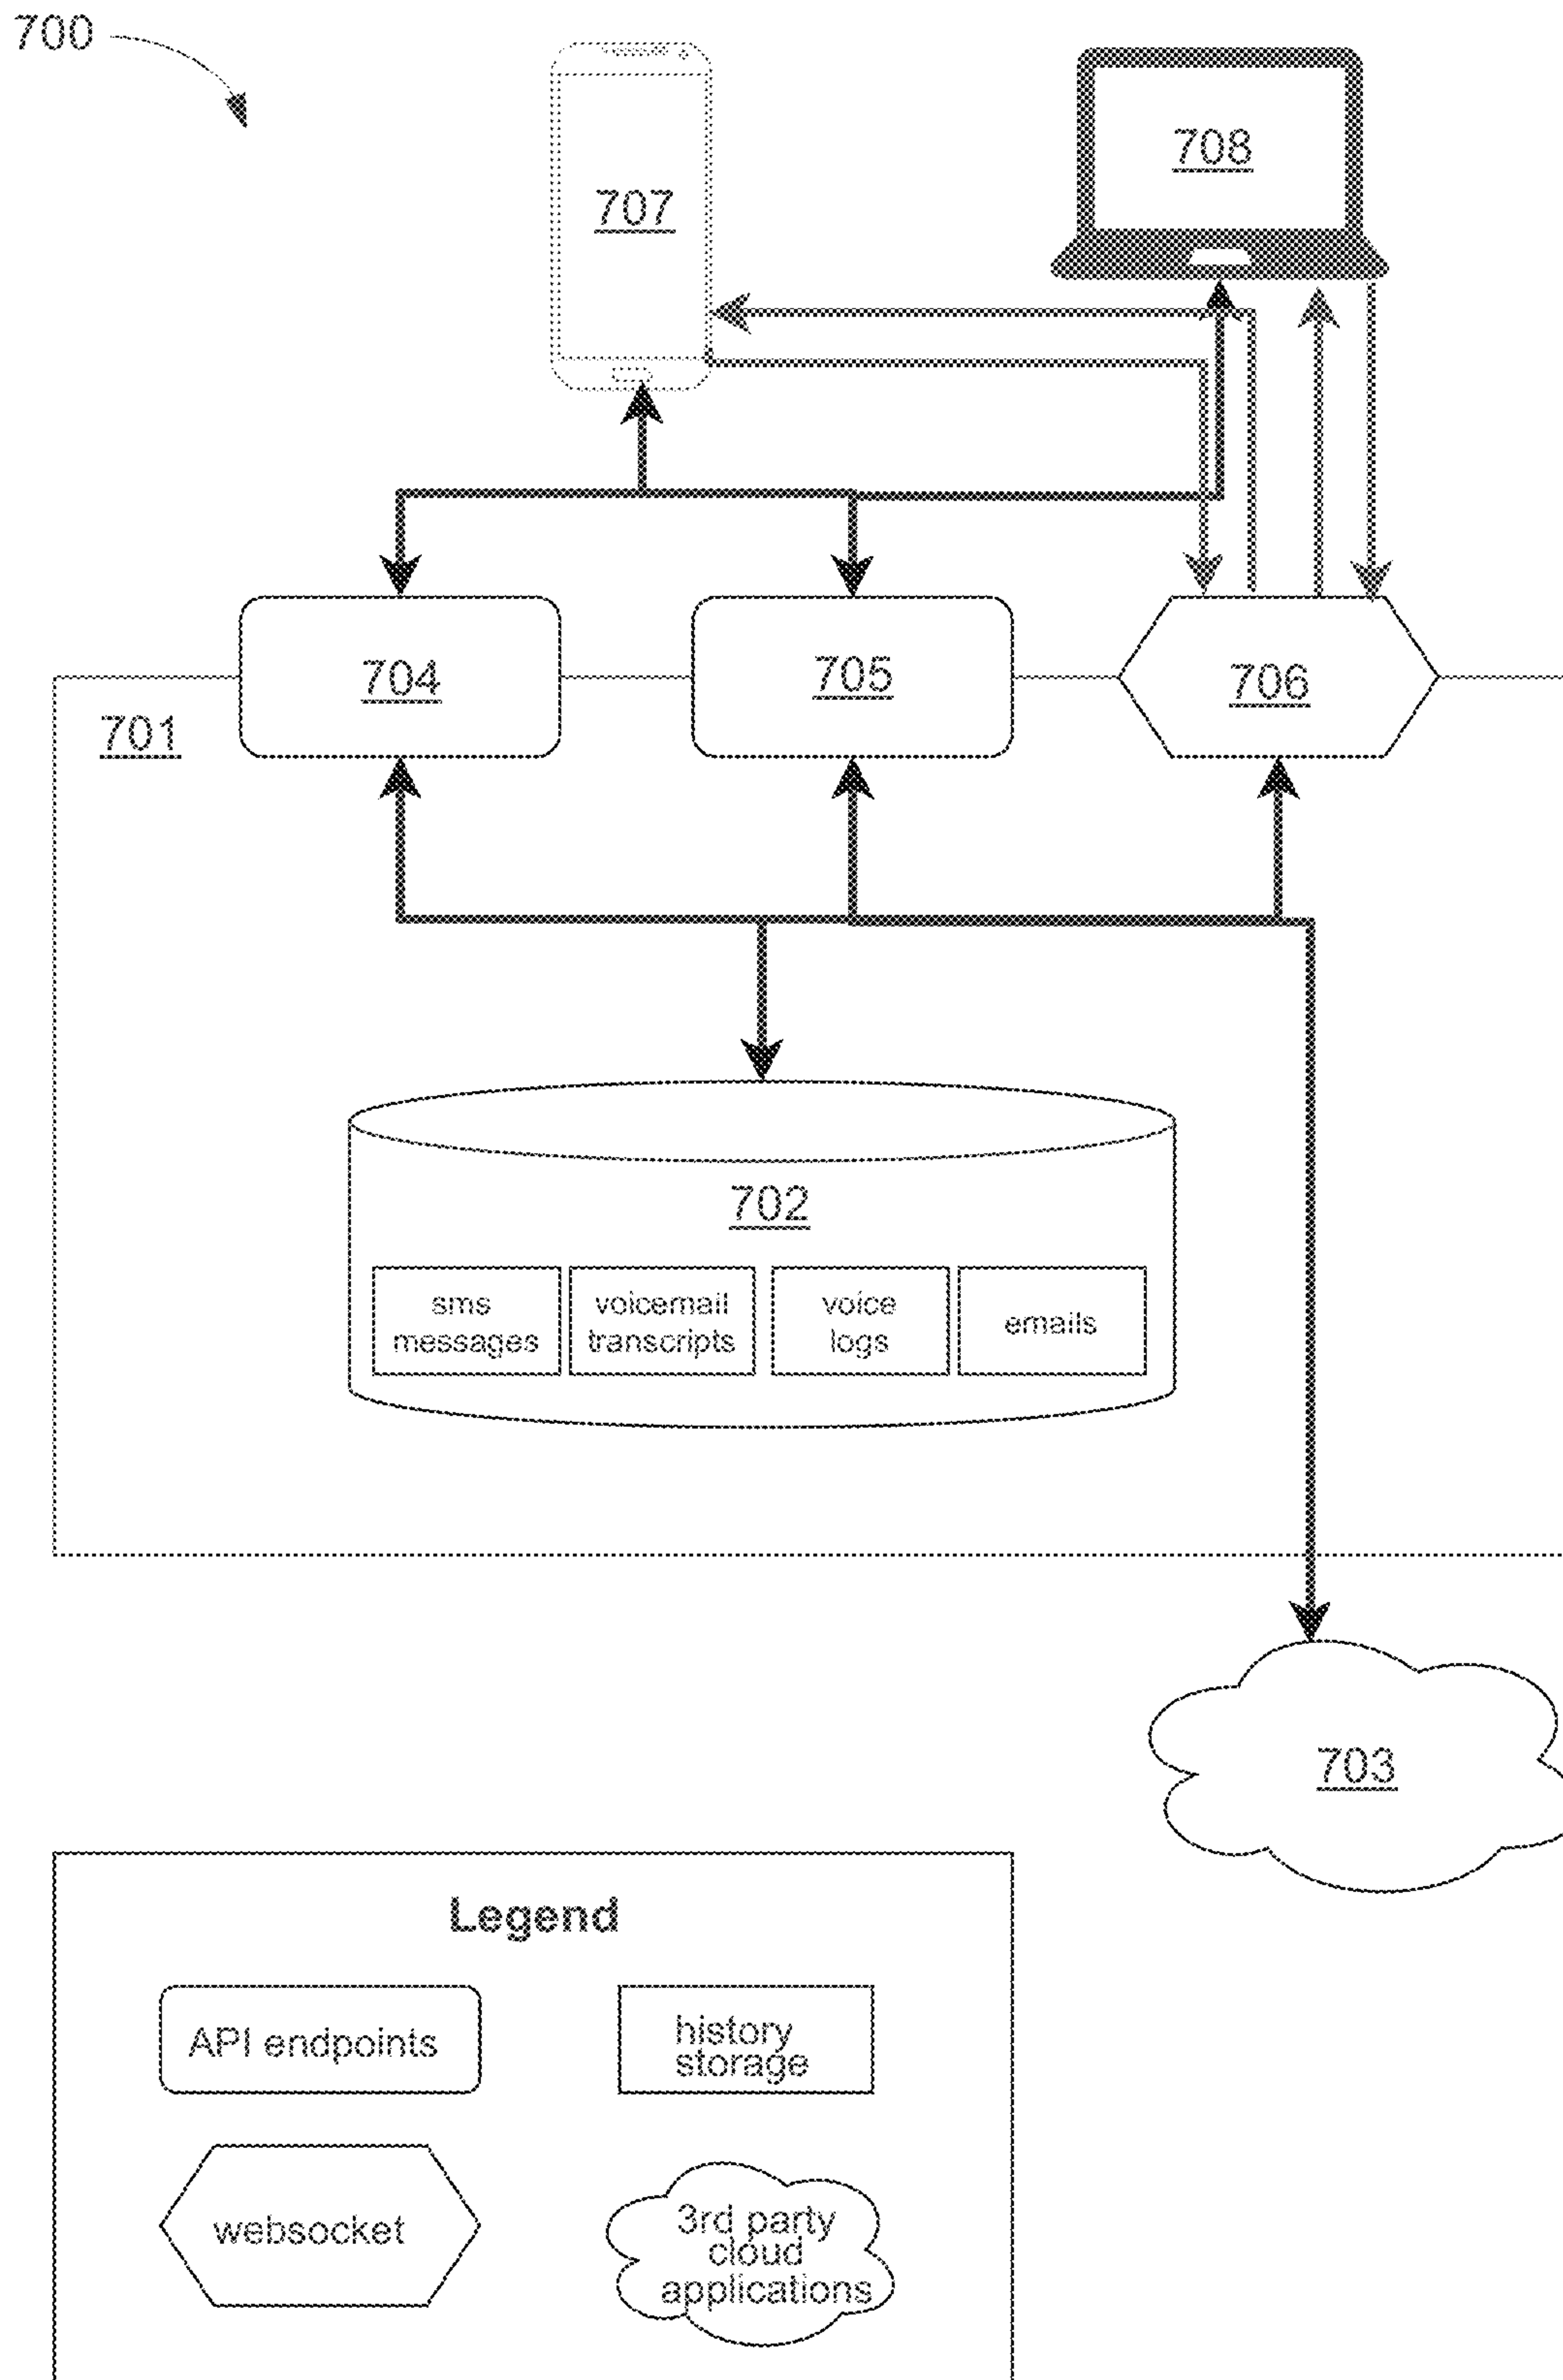 700
707
708
704
705
706
701
702
sms
messages
voicemail
transcripts
voice
logs
emails
703
Legend
API endpoints
history
storage
websocket
3rd party
cloud
applications